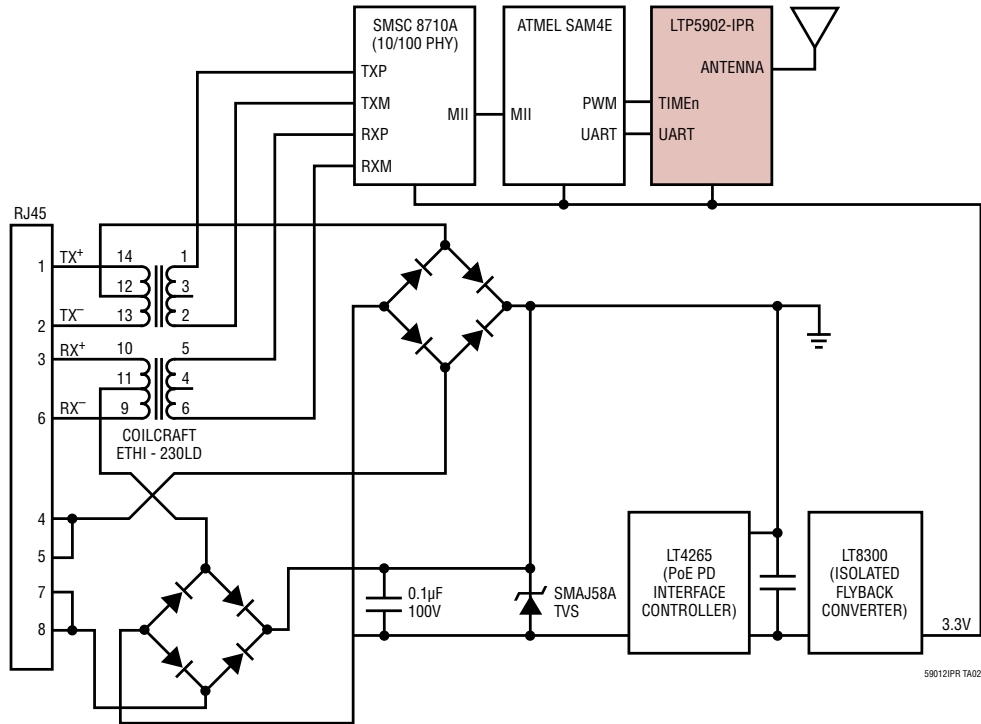 SMSC 8710A
(10/100 PHY)
TXP
TXM
RXP
RXM
MII
ATMEL SAM4E
MII
PWM
UART
LTP5902-IPR
ANTENNA
TIMEn
UART
RJ45
1
TX+
2
TX–
3
RX+
6
RX–
4
5
7
8
14
12
13
1
3
2
10
11
9
5
4
6
COILCRAFT
ETHI - 230LD
0.1µF
100V
SMAJ58A
TVS
LT4265
(PoE PD
INTERFACE
CONTROLLER)
LT8300
(ISOLATED
FLYBACK
CONVERTER)
3.3V
59012IPR TA02